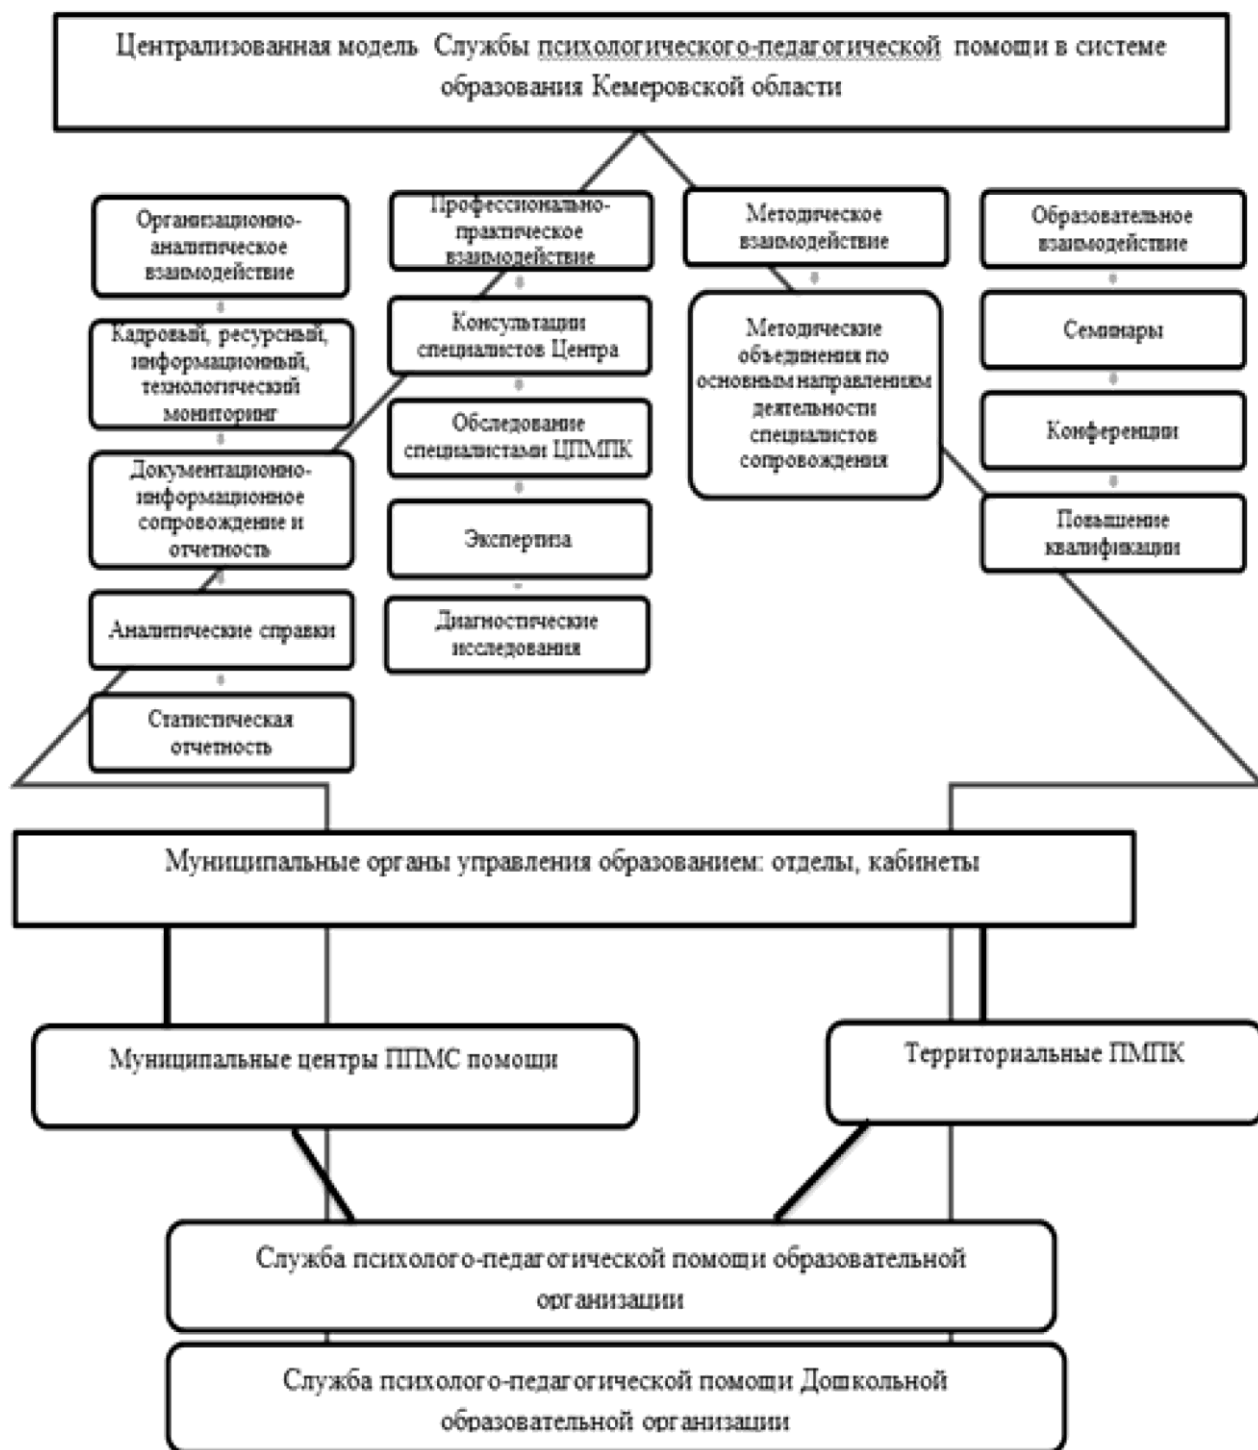 Централизованная модель Службы психологического-педагогической помощи в системе
образования Кемеровской области
Организационно-
аналитическое
взаимодействие
Кадровый, ресурсный,
информационный,
технологический
мониторинг
Документационно-
информационное
сопровождение и
отчетность
Аналитические справки
Статистическая
отчетность
Профессионально-
практическое
взаимодействие
Консультации
специалистов Центра
Обследование
специалистами ЦПМПК
Экспертиза
Диагностические
исследования
Методическое
взаимодействие
Методические
объединения по
основным направлениям
деятельности
специалистов
сопровождения
Образовательное
взаимодействие
Семинары
Конференции
Повышение
квалификации
Муниципальные органы управления образованием: отделы, кабинеты
Муниципальные центры ППМС помощи
Территориальные ПМПК
Служба психолого-педагогической помощи образовательной
организации
Служба психолого-педагогической помощи Дошкольной
образовательной организации